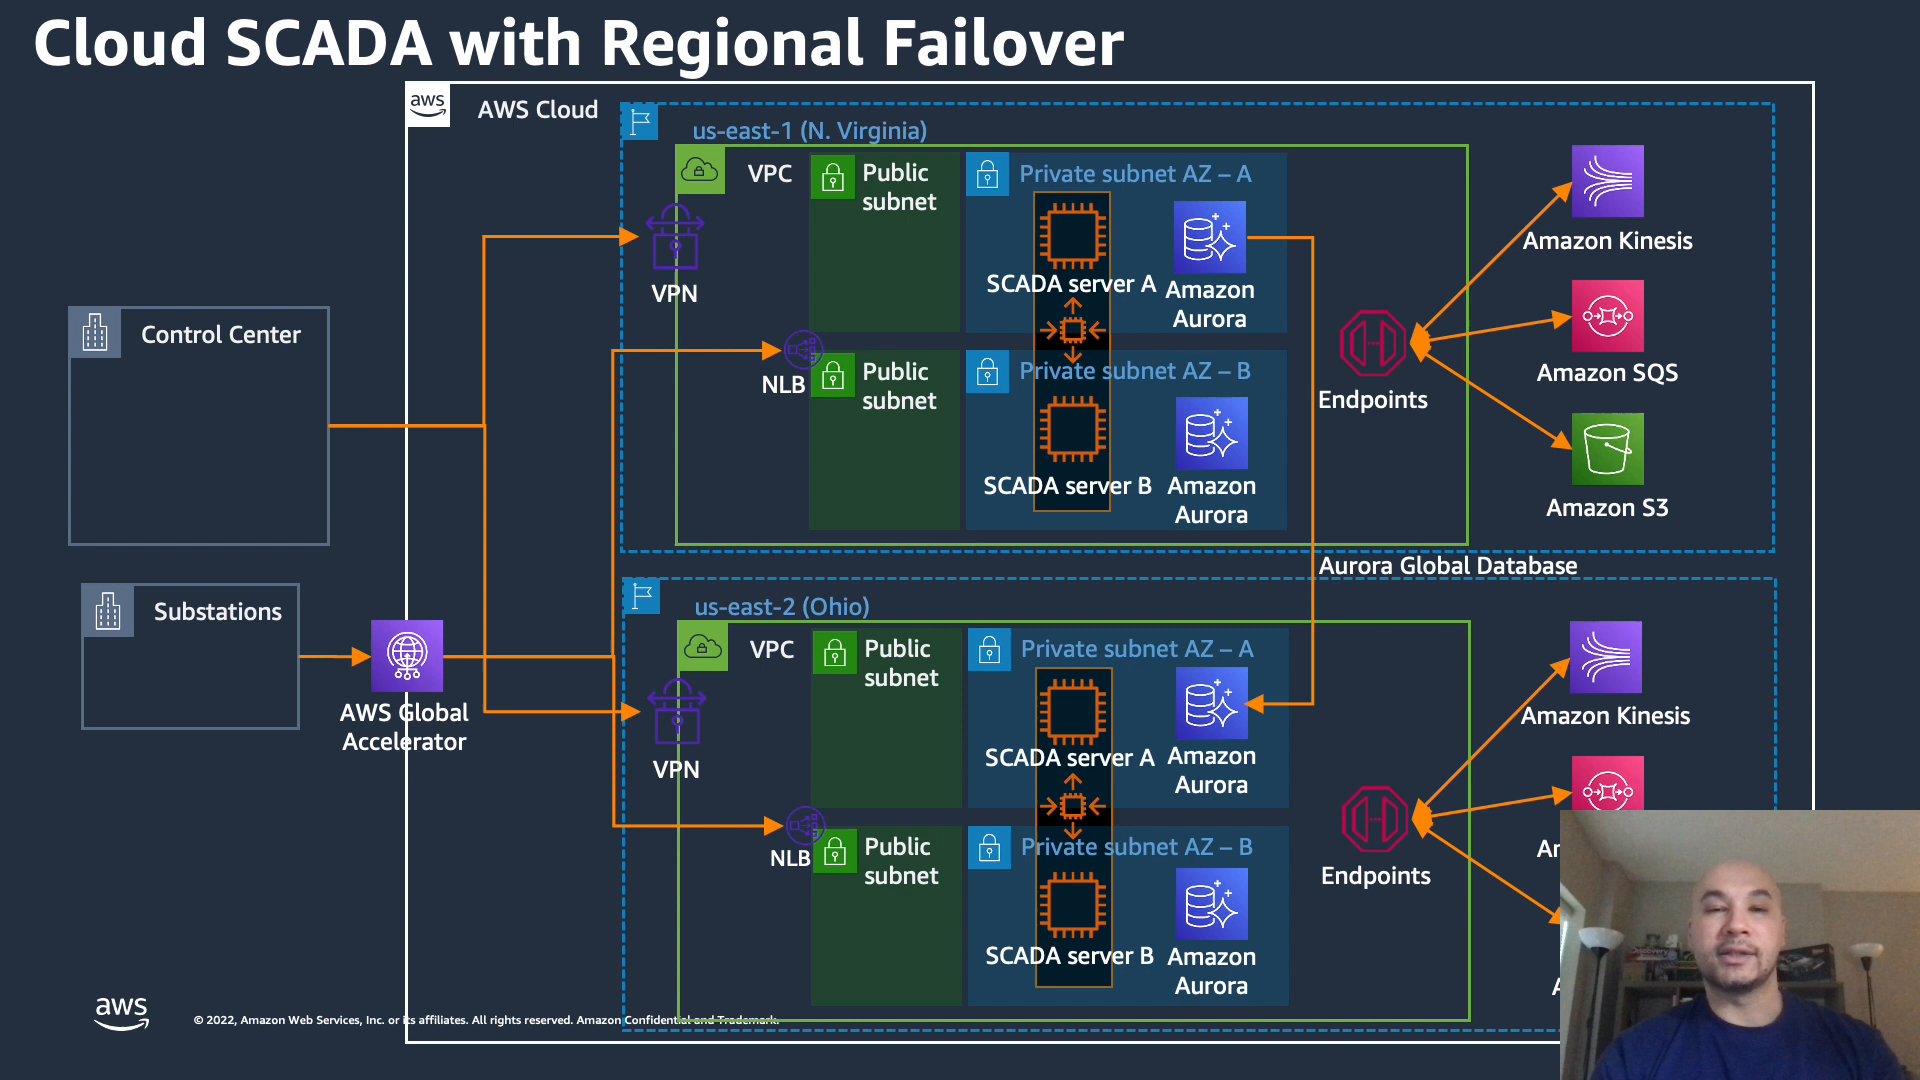 Cloud SCADA with Regional Failover
aws
AWS Cloud
us-east-1 (N. Virginia)
VPC
Public
subnet
Private subnet AZ – A
VPN
SCADA server A
Amazon
Aurora
Amazon Kinesis
Control Center
NLB
Public
subnet
Private subnet AZ – B
Endpoints
Amazon SQS
SCADA server B
Amazon
Aurora
Amazon S3
Aurora Global Database
Substations
AWS Global
Accelerator
us-east-2 (Ohio)
VPC
Public
subnet
Private subnet AZ – A
VPN
SCADA server A
Amazon
Aurora
Amazon Kinesis
NLB
Public
subnet
Private subnet AZ – B
Endpoints
SCADA server B
Amazon
Aurora
aws
© 2022, Amazon Web Services, Inc. or its affiliates. All rights reserved. Amazon Confidential and Trademark.